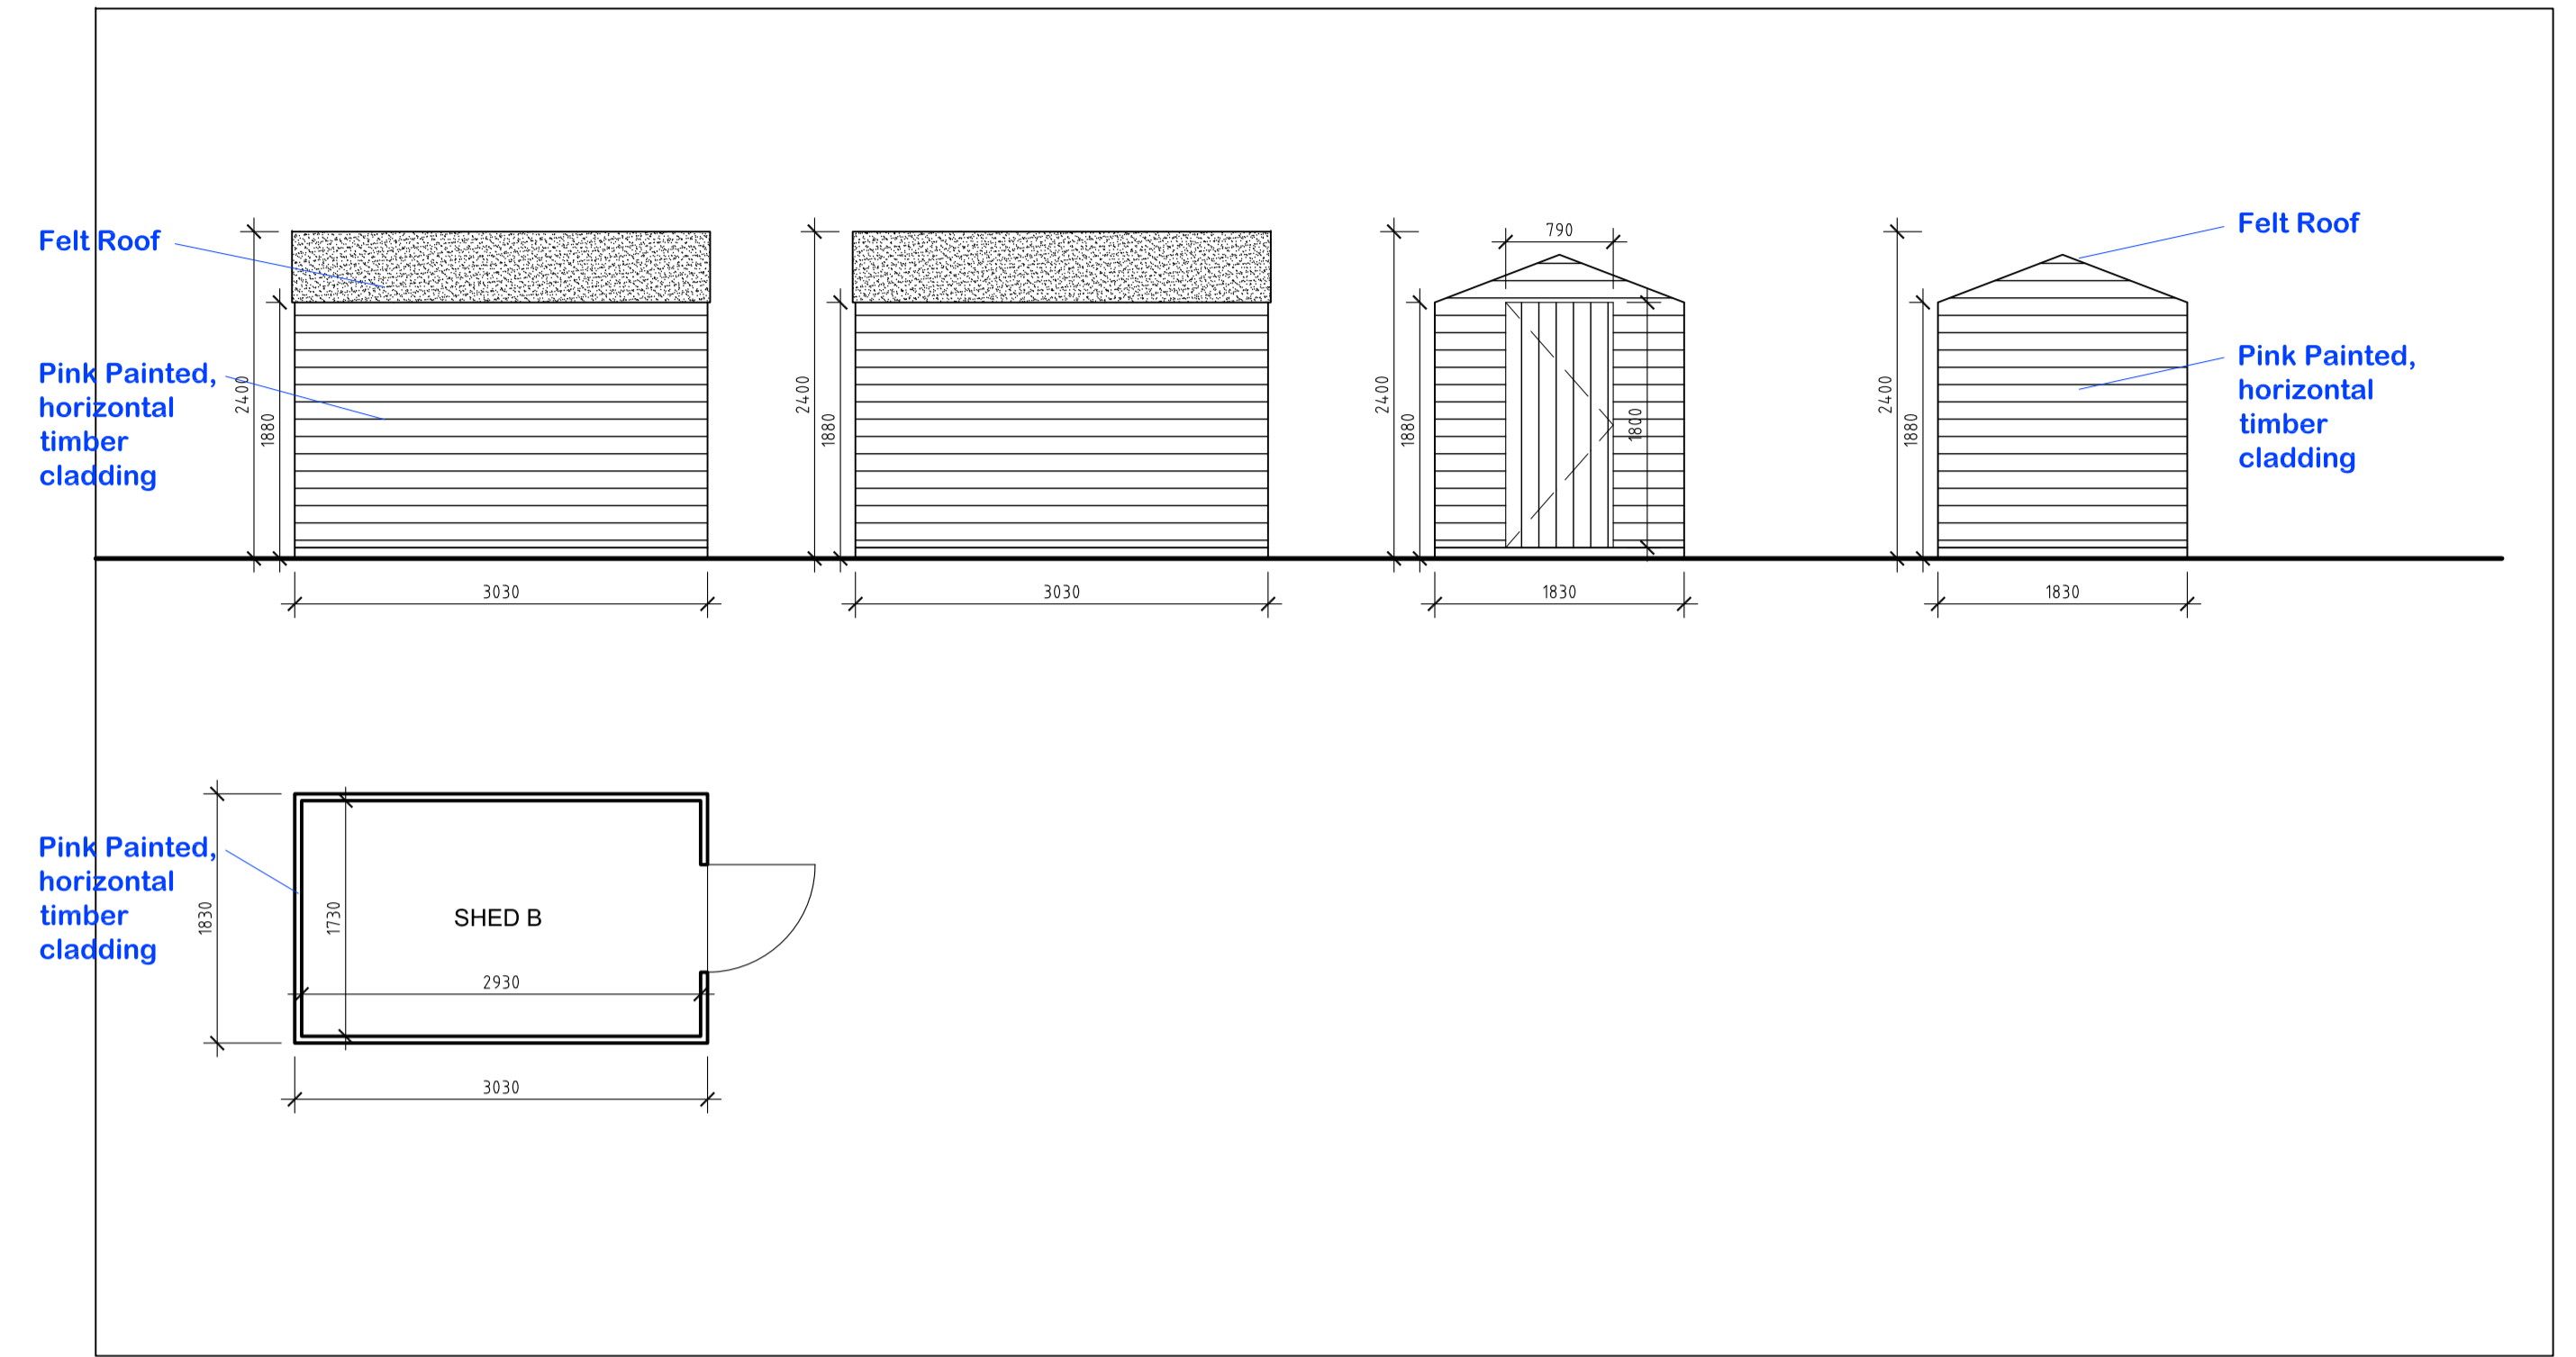 Felt Roof
Pink Painted,
horizontal
timber
cladding
2400
1880
3030
2400
1880
3030
790
2400
1880
1800
1830
2400
1880
1830
Felt Roof
Pink Painted,
horizontal
timber
cladding
Pink Painted,
horizontal
timber
cladding
1830
1730
SHED B
2930
3030